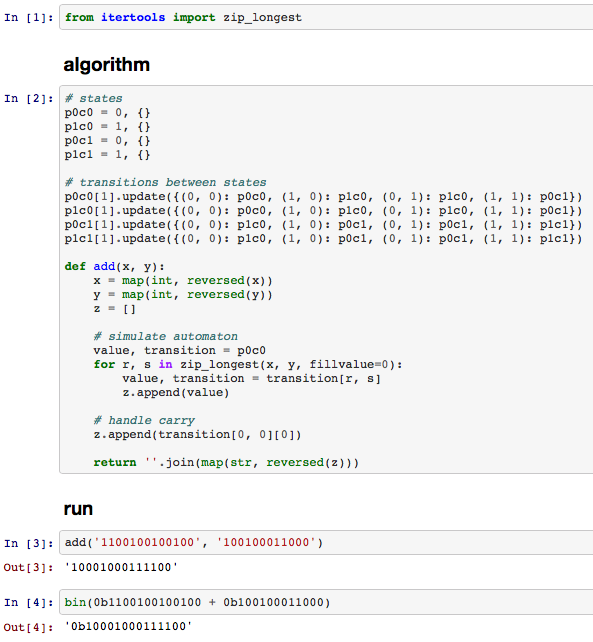 In [1]: from itertools import zip_longest
algorithm
In [2]: # states
p0c0 = 0, {}
p1c0 = 1, {}
p0c1 = 0, {}
p1c1 = 1, {}
# transitions between states
p0c0[1].update({(0, 0): p0c0, (1, 0): p1c0, (0, 1): p1c0, (1, 1): p0c1})
p1c0[1].update({(0, 0): p0c0, (1, 0): p1c0, (0, 1): p1c0, (1, 1): p0c1})
p0c1[1].update({(0, 0): p1c0, (1, 0): p0c1, (0, 1): p0c1, (1, 1): p1c1})
p1c1[1].update({(0, 0): p1c0, (1, 0): p0c1, (0, 1): p0c1, (1, 1): p1c1})
def add(x, y):
    x = map(int, reversed(x))
    y = map(int, reversed(y))
    z = []
    # simulate automaton
    value, transition = p0c0
    for r, s in zip_longest(x, y, fillvalue=0):
        value, transition = transition[r, s]
        z.append(value)
    # handle carry
    z.append(transition[0, 0][0])
    return ''.join(map(str, reversed(z)))
run
In [3]: add('1100100100100', '100100011000')
Out[3]: '10001000111100'
In [4]: bin(0b1100100100100 + 0b100100011000)
Out[4]: '0b10001000111100'